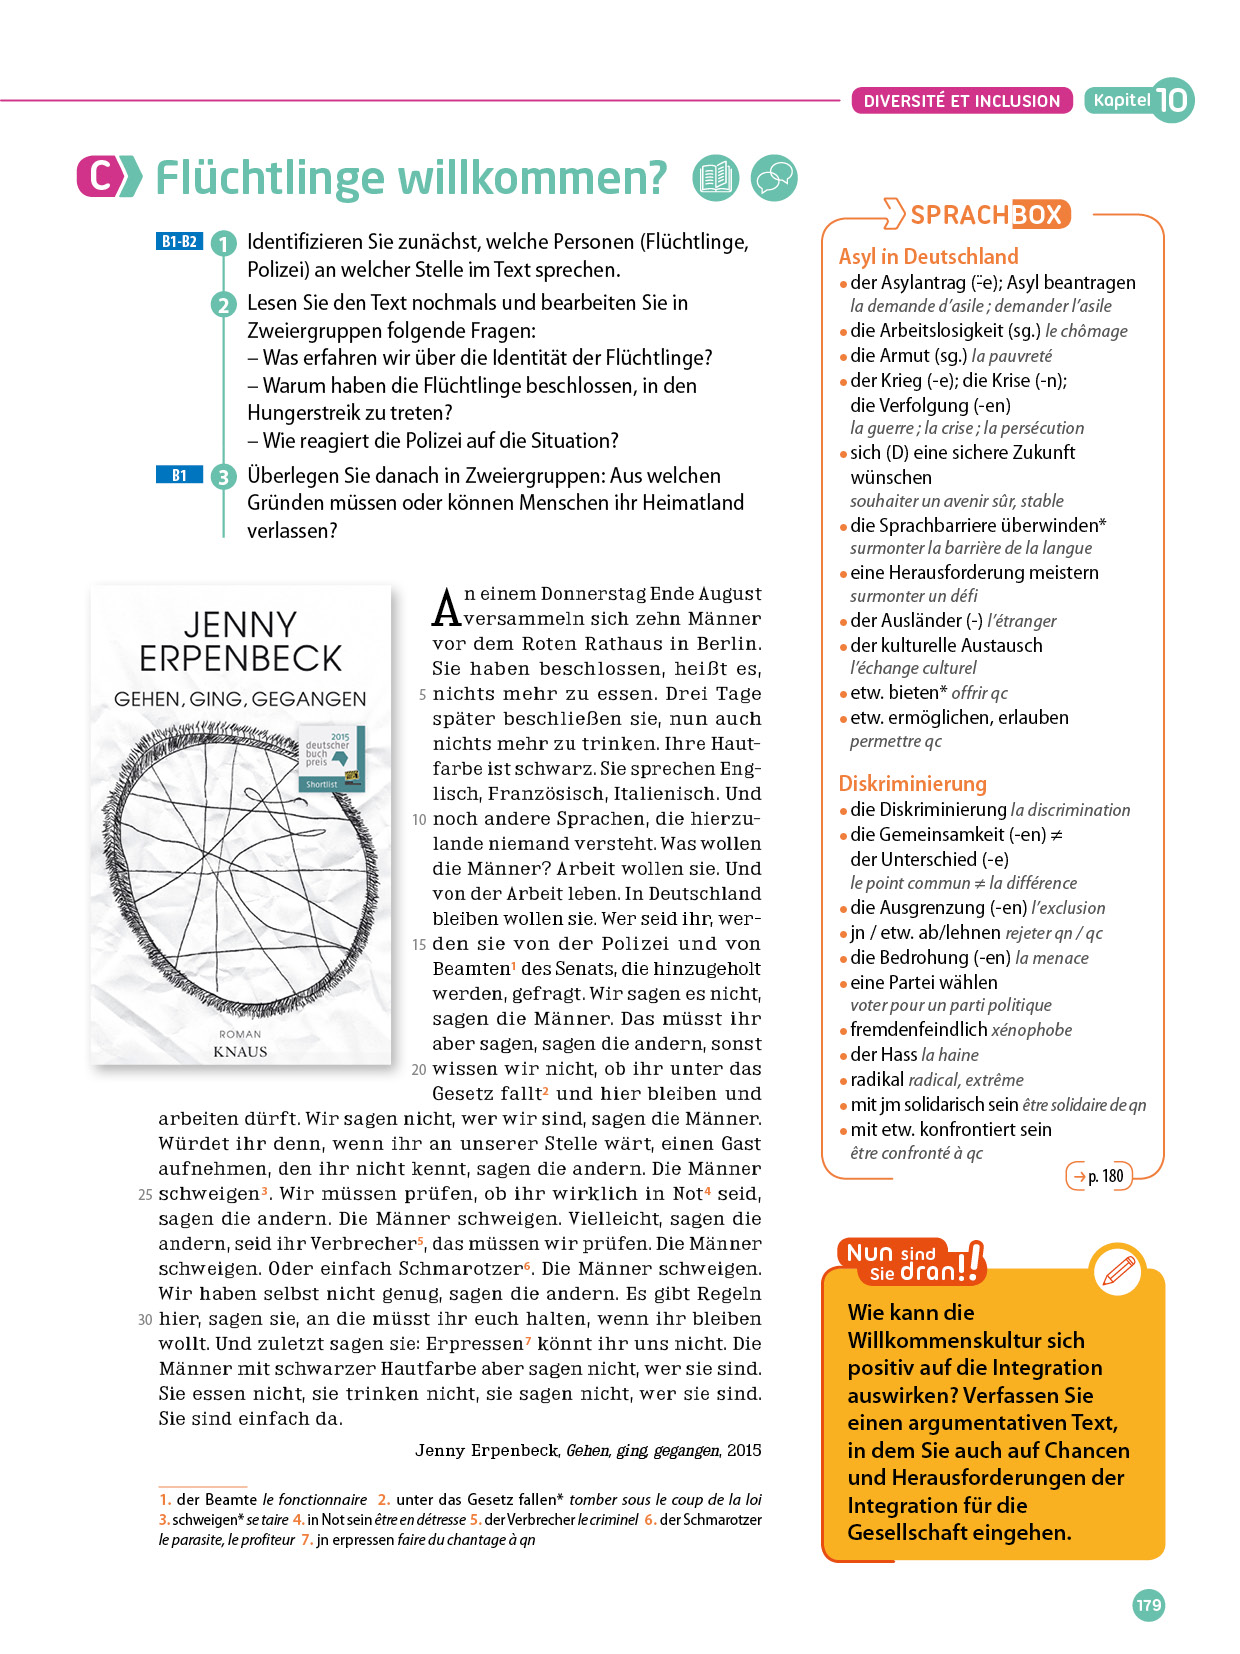 DIVERSITÉ ET INCLUSION
Kapitel 10
C Flüchtlinge willkommen?
B1-B2
1 Identifizieren Sie zunächst, welche Personen (Flüchtlinge,
Polizei) an welcher Stelle im Text sprechen.
2 Lesen Sie den Text nochmals und bearbeiten Sie in
Zweiergruppen folgende Fragen:
– Was erfahren wir über die Identität der Flüchtlinge?
– Warum haben die Flüchtlinge beschlossen, in den
Hungerstreik zu treten?
– Wie reagiert die Polizei auf die Situation?
B1
3 Überlegen Sie danach in Zweiergruppen: Aus welchen
Gründen müssen oder können Menschen ihr Heimatland
verlassen?
JENNY
ERPENBECK
GEHEN, GING, GEGANGEN
2015
deutscher
buch
preis
Shortlist
ROMAN
KNAUS
An einem Donnerstag Ende August
versammeln sich zehn Männer
vor dem Roten Rathaus in Berlin.
Sie haben beschlossen, heißt es,
5 nichts mehr zu essen. Drei Tage
später beschließen sie, nun auch
nichts mehr zu trinken. Ihre Haut-
farbe ist schwarz. Sie sprechen Eng-
lisch, Französisch, Italienisch. Und
10 noch andere Sprachen, die hierzu-
lande niemand versteht. Was wollen
die Männer? Arbeit wollen sie. Und
von der Arbeit leben. In Deutschland
bleiben wollen sie. Wer seid ihr, wer-
15 den sie von der Polizei und von
Beamten1 des Senats, die hinzugeholt
werden, gefragt. Wir sagen es nicht,
sagen die Männer. Das müsst ihr
aber sagen, sagen die andern, sonst
20 wissen wir nicht, ob ihr unter das
Gesetz fallt2 und hier bleiben und
arbeiten dürft. Wir sagen nicht, wer wir sind, sagen die Männer.
Würdet ihr denn, wenn ihr an unserer Stelle wärt, einen Gast
aufnehmen, den ihr nicht kennt, sagen die andern. Die Männer
25 schweigen3. Wir müssen prüfen, ob ihr wirklich in Not4 seid,
sagen die andern. Die Männer schweigen. Vielleicht, sagen die
andern, seid ihr Verbrecher5, das müssen wir prüfen. Die Männer
schweigen. Oder einfach Schmarotzer6. Die Männer schweigen.
Wir haben selbst nicht genug, sagen die andern. Es gibt Regeln
30 hier, sagen sie, an die müsst ihr euch halten, wenn ihr bleiben
wollt. Und zuletzt sagen sie: Erpressen7 könnt ihr uns nicht. Die
Männer mit schwarzer Hautfarbe aber sagen nicht, wer sie sind.
Sie essen nicht, sie trinken nicht, sie sagen nicht, wer sie sind.
Sie sind einfach da.
Jenny Erpenbeck, Gehen, ging, gegangen, 2015
1. der Beamte le fonctionnaire 2. unter das Gesetz fallen* tomber sous le coup de la loi
3. schweigen* se taire 4. in Not sein être en détresse 5. der Verbrecher le criminel 6. der Schmarotzer
le parasite, le profiteur 7. jn erpressen faire du chantage à qn
SPRACHBOX
Asyl in Deutschland
• der Asylantrag (¨-e); Asyl beantragen
la demande d'asile ; demander l'asile
• die Arbeitslosigkeit (sg.) le chômage
• die Armut (sg.) la pauvreté
• der Krieg (-e); die Krise (-n);
die Verfolgung (-en)
la guerre ; la crise ; la persécution
• sich (D) eine sichere Zukunft
wünschen
souhaiter un avenir sûr, stable
• die Sprachbarriere überwinden*
surmonter la barrière de la langue
• eine Herausforderung meistern
surmonter un défi
• der Ausländer (-) l'étranger
• der kulturelle Austausch
l'échange culturel
• etw. bieten* offrir qc
• etw. ermöglichen, erlauben
permettre qc
Diskriminierung
• die Diskriminierung la discrimination
• die Gemeinsamkeit (-en) ≠
der Unterschied (-e)
le point commun ≠ la différence
• die Ausgrenzung (-en) l'exclusion
• jn / etw. ab/lehnen rejeter qn / qc
• die Bedrohung (-en) la menace
• eine Partei wählen
voter pour un parti politique
• fremdenfeindlich xénophobe
• der Hass la haine
• radikal radical, extrême
• mit jm solidarisch sein être solidaire de qn
• mit etw. konfrontiert sein
être confronté à qc
→ p. 180
Nun sind
Sie dran!!
Wie kann die
Willkommenskultur sich
positiv auf die Integration
auswirken? Verfassen Sie
einen argumentativen Text,
in dem Sie auch auf Chancen
und Herausforderungen der
Integration für die
Gesellschaft eingehen.
179